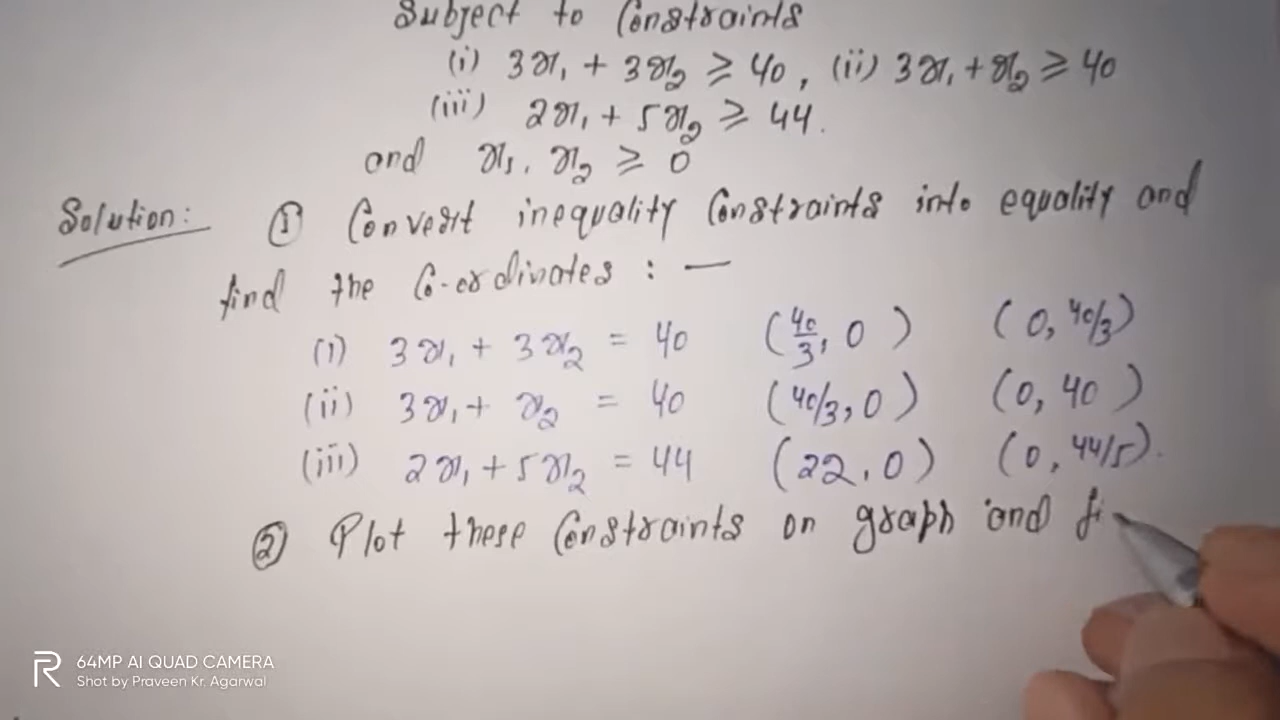 Subject to Constraints
(i) 3x₁ + 3x₂ ≥ 40, (ii) 3x₁ + x₂ ≥ 40
(iii) 2x₁ + 5x₂ ≥ 44.
and x₁, x₂ ≥ 0
Solution: ① Convert inequality Constraints into equality and
find the Co-ordinates : —
(i) 3x₁ + 3x₂ = 40 (40/3, 0) (0, 40/3)
(ii) 3x₁ + x₂ = 40 (40/3, 0) (0, 40)
(iii) 2x₁ + 5x₂ = 44 (22, 0) (0, 44/5).
② Plot these Constraints on graph and fi
R 64MP AI QUAD CAMERA
Shot by Praveen Kr. Agarwal